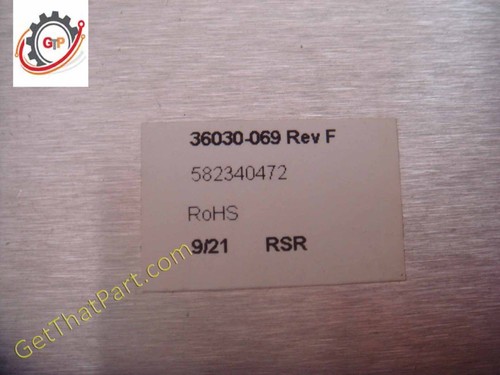 GTP
36030-069 Rev F
582340472
RoHS
9/21 RSR
GetThatPart.com